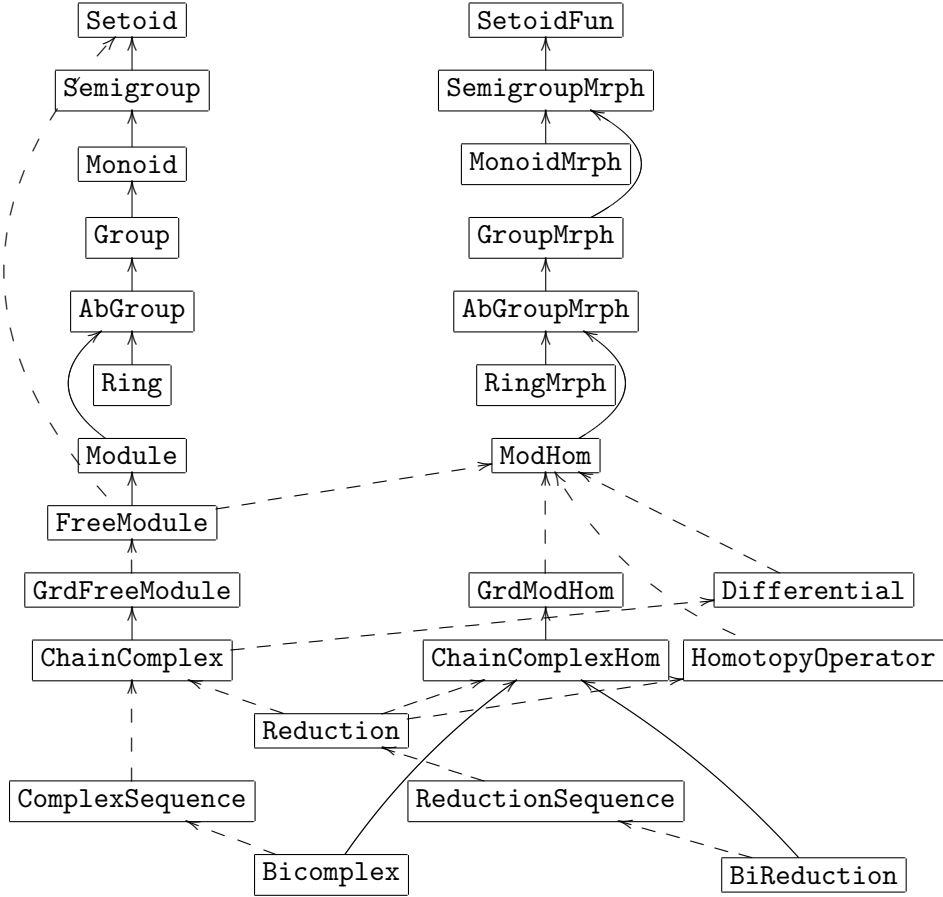 Setoid
SetoidFun
Semigroup
SemigroupMrph
Monoid
MonoidMrph
Group
GroupMrph
AbGroup
AbGroupMrph
Ring
RingMrph
Module
ModHom
FreeModule
GrdFreeModule
GrdModHom
Differential
ChainComplex
ChainComplexHom
HomotopyOperator
Reduction
ComplexSequence
ReductionSequence
Bicomplex
BiReduction